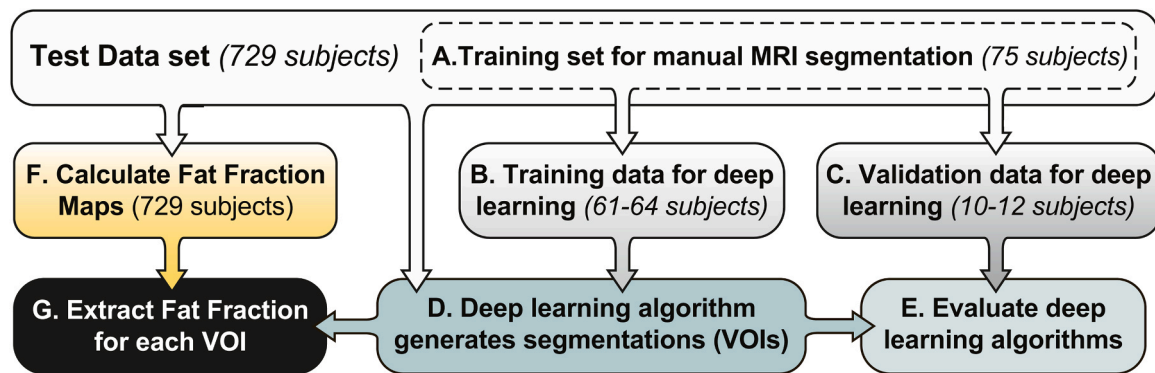 Test Data set (729 subjects)
A.Training set for manual MRI segmentation (75 subjects)
F. Calculate Fat Fraction
Maps (729 subjects)
B. Training data for deep
learning (61-64 subjects)
C. Validation data for deep
learning (10-12 subjects)
G. Extract Fat Fraction
for each VOI
D. Deep learning algorithm
generates segmentations (VOIs)
E. Evaluate deep
learning algorithms